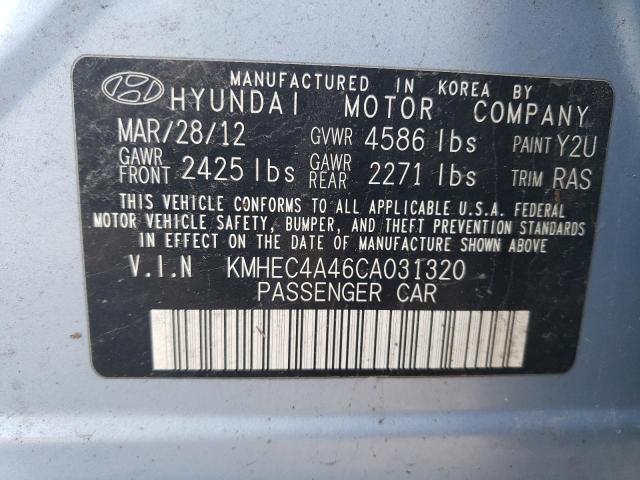 MANUFACTURED IN KOREA BY
HYUNDAI MOTOR COMPANY
MAR/28/12 GVWR 4586 lbs PAINT Y2U
GAWR FRONT 2425 lbs GAWR REAR 2271 lbs TRIM RAS
THIS VEHICLE CONFORMS TO ALL APPLICABLE U.S.A. FEDERAL
MOTOR VEHICLE SAFETY, BUMPER, AND THEFT PREVENTION STANDARDS
IN EFFECT ON THE DATE OF MANUFACTURE SHOWN ABOVE
V.I.N KMHEC4A46CA031320
PASSENGER CAR